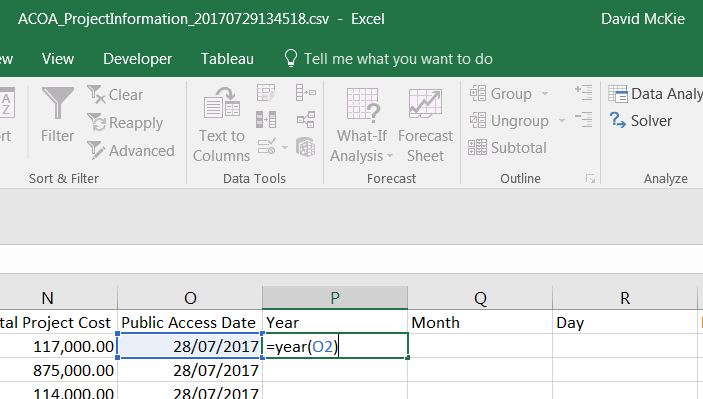 ACOA_ProjectInformation_20170729134518.csv - Excel David McKie
ew View Developer Tableau Tell me what you want to do
A Z Clear Group Data Analy
Filter Reapply Text to Columns What-If Analysis Forecast Sheet Ungroup Solver
rt Advanced Subtotal
Sort & Filter Data Tools Forecast Outline Analyze
N O P Q R
tal Project Cost Public Access Date Year Month Day
117,000.00 28/07/2017 =year(O2)
875,000.00 28/07/2017
114,000.00 28/07/2017